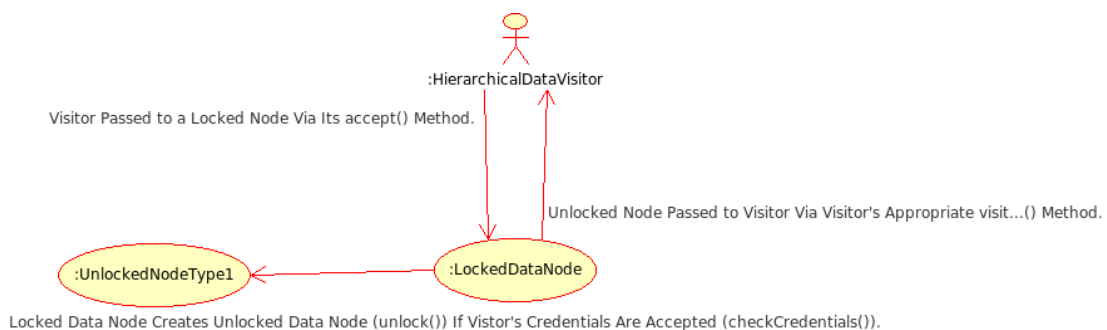 :HierarchicalDataVisitor
Visitor Passed to a Locked Node Via Its accept() Method.
Unlocked Node Passed to Visitor Via Visitor's Appropriate visit...() Method.
:UnlockedNodeType1
:LockedDataNode
Locked Data Node Creates Unlocked Data Node (unlock()) If Vistor's Credentials Are Accepted (checkCredentials()).